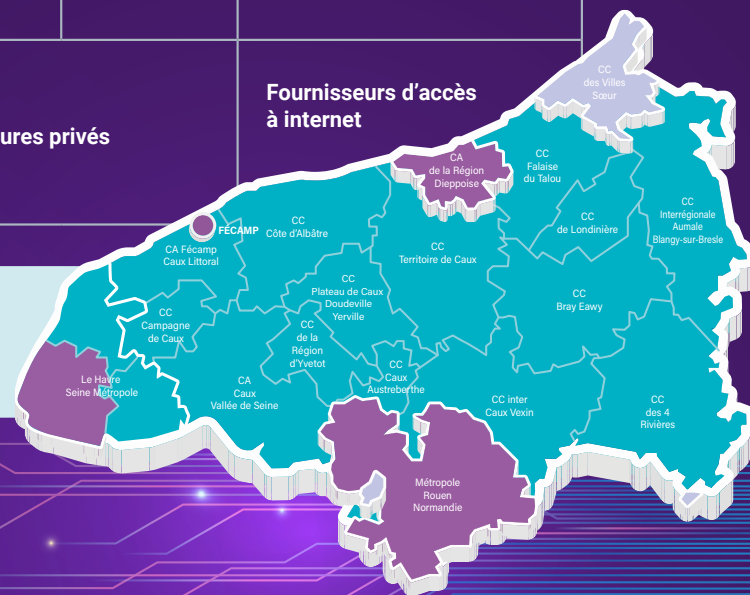 Fournisseurs d’accès
à internet
ures privés
CC
des Villes
Sœur
CA
de la Région
Dieppoise
CC
Falaise
du Talou
CC
Interrégionale
Aumale
Blangy-sur-Bresle
CC
de Londinière
FÉCAMP
CC
Côte d’Albâtre
CA Fécamp
Caux Littoral
CC
Territoire de Caux
CC
Plateau de Caux
Doudeville
Yerville
CC
Bray Eawy
CC
Campagne
de Caux
CC
de la
Région
d’Yvetot
CC
Caux
Austreberthe
Le Havre
Seine Métropole
CA
Caux
Vallée de Seine
CC inter
Caux Vexin
CC
des 4
Rivières
Métropole
Rouen
Normandie